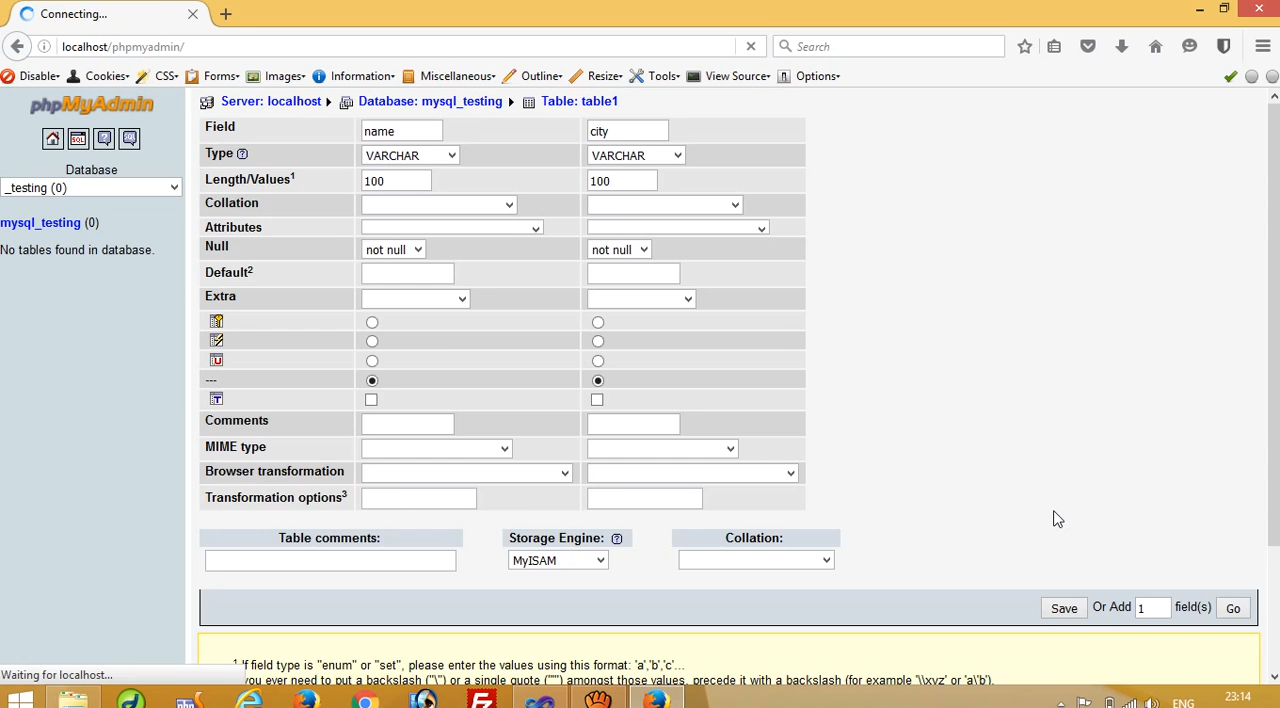 Connecting...
localhost/phpmyadmin/
Search
Disable Cookies CSS Forms Images Information Miscellaneous Outline Resize Tools View Source Options
phpMyAdmin
SQL
Database
_testing (0)
mysql_testing (0)
No tables found in database.
Server: localhost Database: mysql_testing Table: table1
Field name city
Type VARCHAR VARCHAR
Length/Values1 100 100
Collation
Attributes
Null not null not null
Default2
Extra
U
---
T
Comments
MIME type
Browser transformation
Transformation options3
Table comments: Storage Engine: Collation:
MyISAM
Save Or Add 1 field(s) Go
1 If field type is "enum" or "set", please enter the values using this format: 'a','b','c'...
you ever need to put a backslash ("\") or a single quote ("'") amongst those values, precede it with a backslash (for example '\\xyz' or 'a\'b').
Waiting for localhost...
ENG
23:14